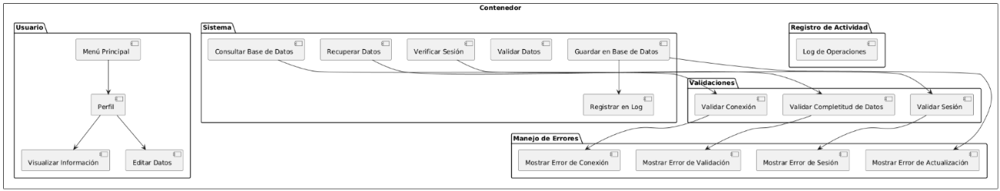 Contenedor
Usuario
Menú Principal
Perfil
Visualizar Información
Editar Datos
Sistema
Consultar Base de Datos
Recuperar Datos
Verificar Sesión
Validar Datos
Guardar en Base de Datos
Registrar en Log
Registro de Actividad
Log de Operaciones
Validaciones
Validar Conexión
Validar Completitud de Datos
Validar Sesión
Manejo de Errores
Mostrar Error de Conexión
Mostrar Error de Validación
Mostrar Error de Sesión
Mostrar Error de Actualización